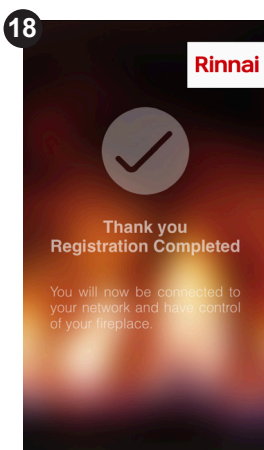 18
Rinnai
Thank you
Registration Completed
You will now be connected to
your network and have control
of your fireplace.